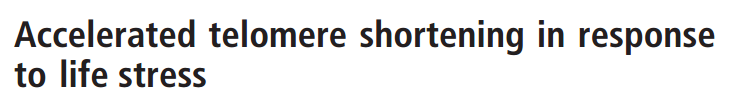 Accelerated telomere shortening in response
to life stress